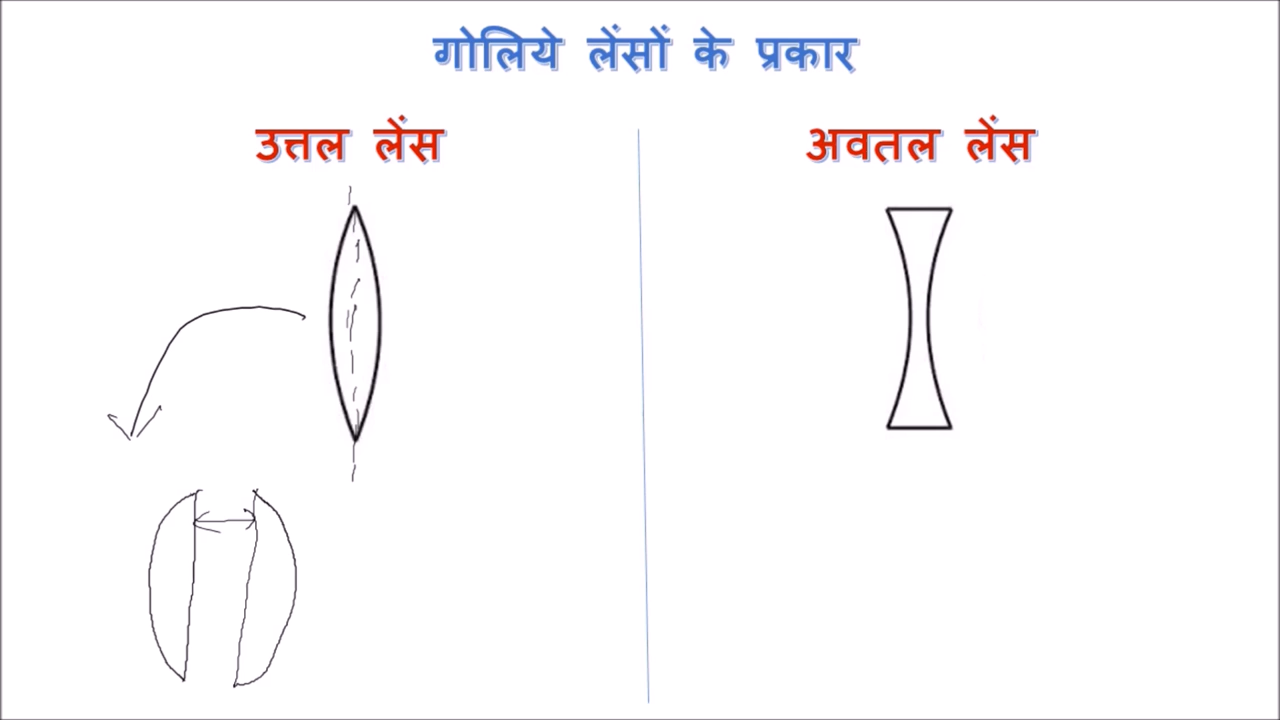 गोलिये लेंसों के प्रकार
उत्तल लेंस
अवतल लेंस